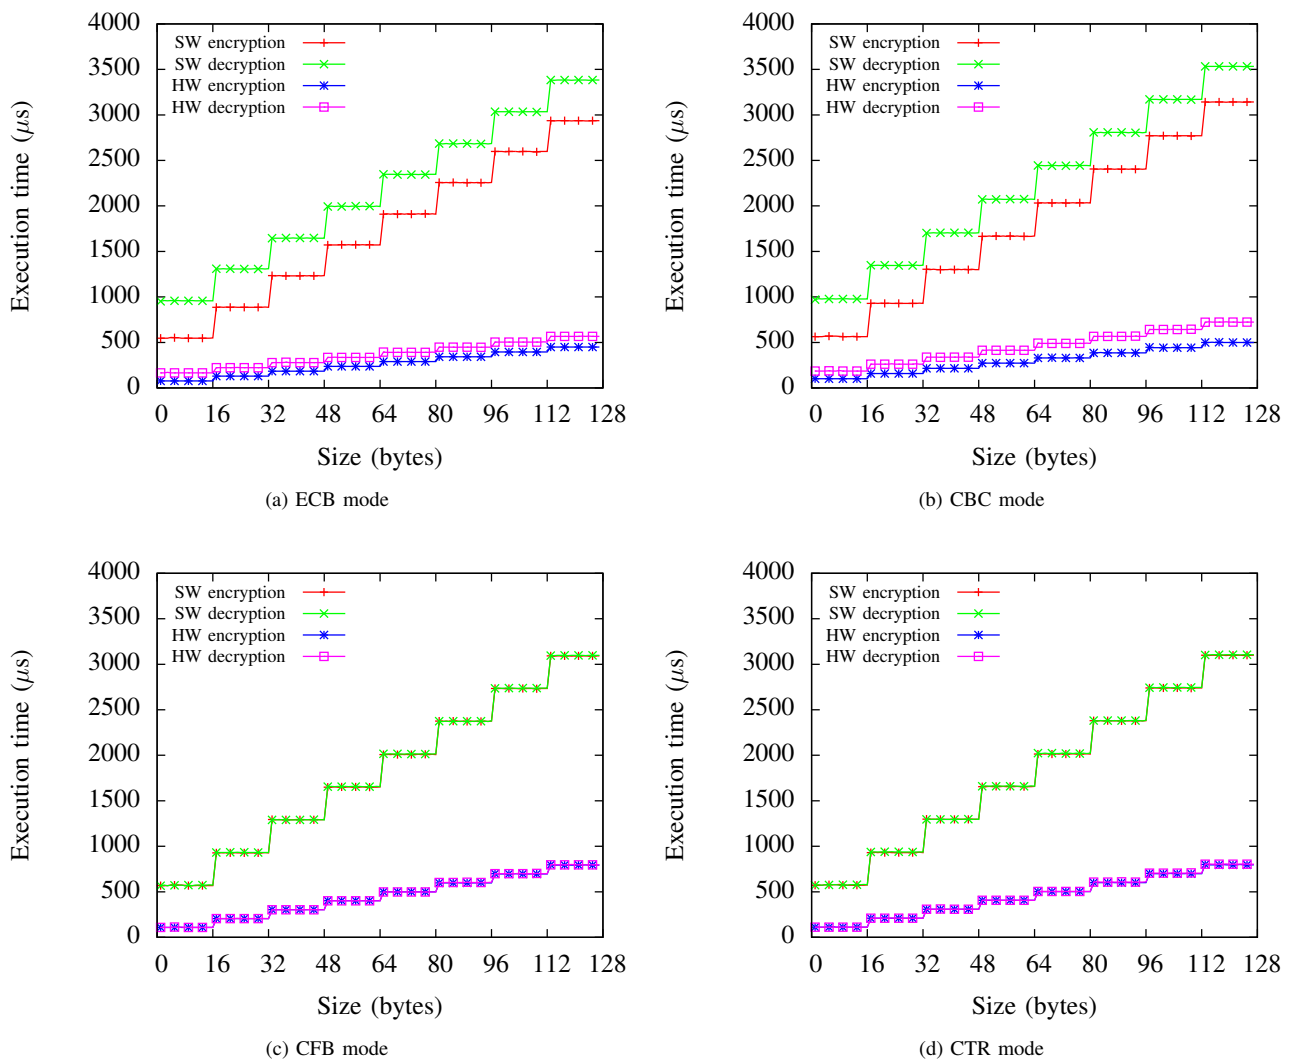 4000
3500
3000
2500
2000
1500
1000
500
0
Execution time (μs)
SW encryption
SW decryption
HW encryption
HW decryption
0 16 32 48 64 80 96 112 128
Size (bytes)
(a) ECB mode
4000
3500
3000
2500
2000
1500
1000
500
0
Execution time (μs)
SW encryption
SW decryption
HW encryption
HW decryption
0 16 32 48 64 80 96 112 128
Size (bytes)
(b) CBC mode
4000
3500
3000
2500
2000
1500
1000
500
0
Execution time (μs)
SW encryption
SW decryption
HW encryption
HW decryption
0 16 32 48 64 80 96 112 128
Size (bytes)
(c) CFB mode
4000
3500
3000
2500
2000
1500
1000
500
0
Execution time (μs)
SW encryption
SW decryption
HW encryption
HW decryption
0 16 32 48 64 80 96 112 128
Size (bytes)
(d) CTR mode